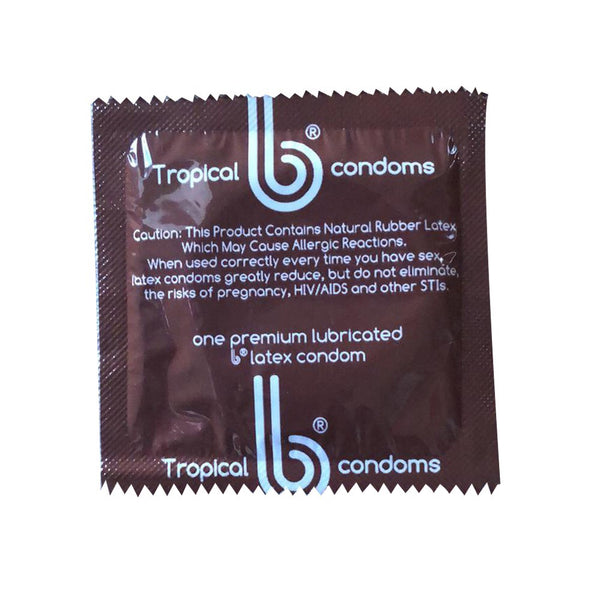 Tropical b® condoms
Caution: This Product Contains Natural Rubber Latex
Which May Cause Allergic Reactions.
When used correctly every time you have sex,
latex condoms greatly reduce, but do not eliminate,
the risks of pregnancy, HIV/AIDS and other STIs.
one premium lubricated
b® latex condom
Tropical b® condoms